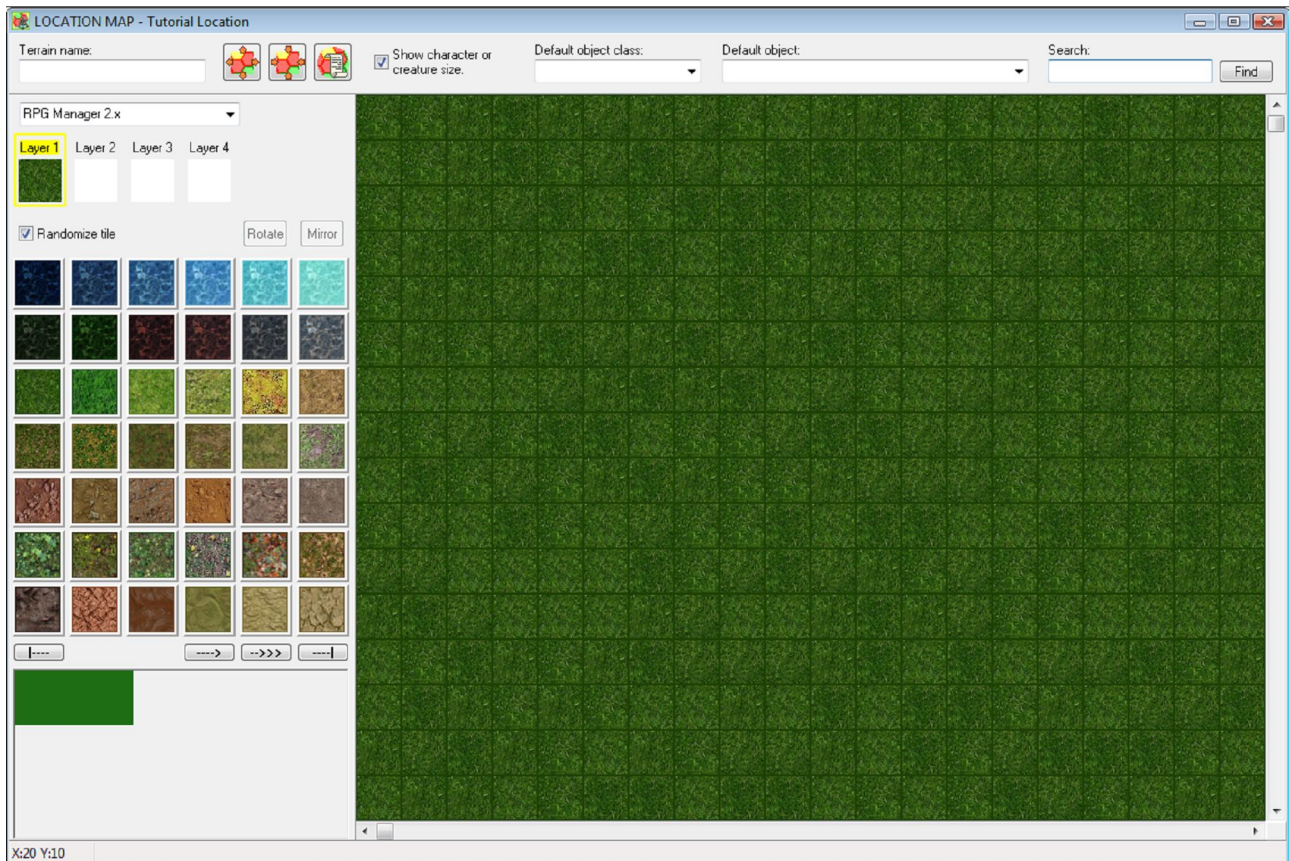 LOCATION MAP - Tutorial Location
Terrain name:
Show character or
creature size.
Default object class:
Default object:
Search:
Find
RPG Manager 2.x
Layer 1
Layer 2
Layer 3
Layer 4
Randomize tile
Rotate
Mirror
|----
---->
-->>>
----|
X:20 Y:10